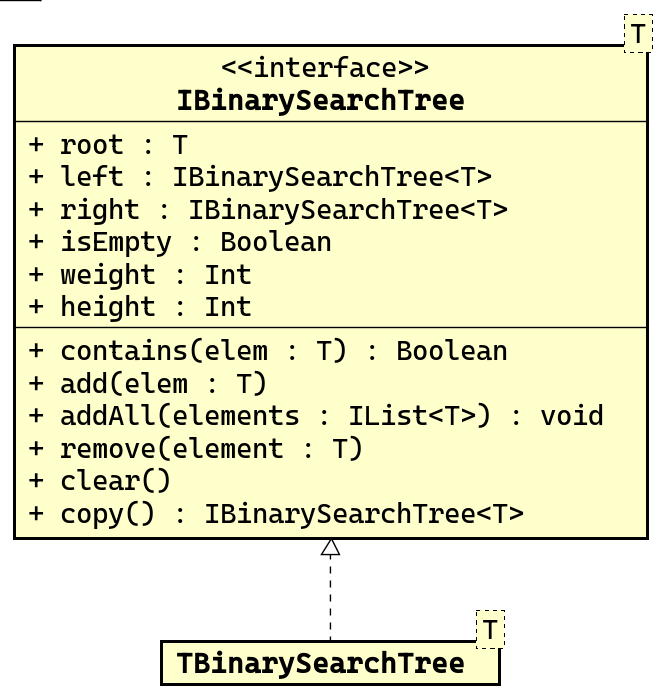 T
<<interface>>
IBinarySearchTree
+ root : T
+ left : IBinarySearchTree<T>
+ right : IBinarySearchTree<T>
+ isEmpty : Boolean
+ weight : Int
+ height : Int
+ contains(elem : T) : Boolean
+ add(elem : T)
+ addAll(elements : IList<T>) : void
+ remove(element : T)
+ clear()
+ copy() : IBinarySearchTree<T>
T
TBinarySearchTree